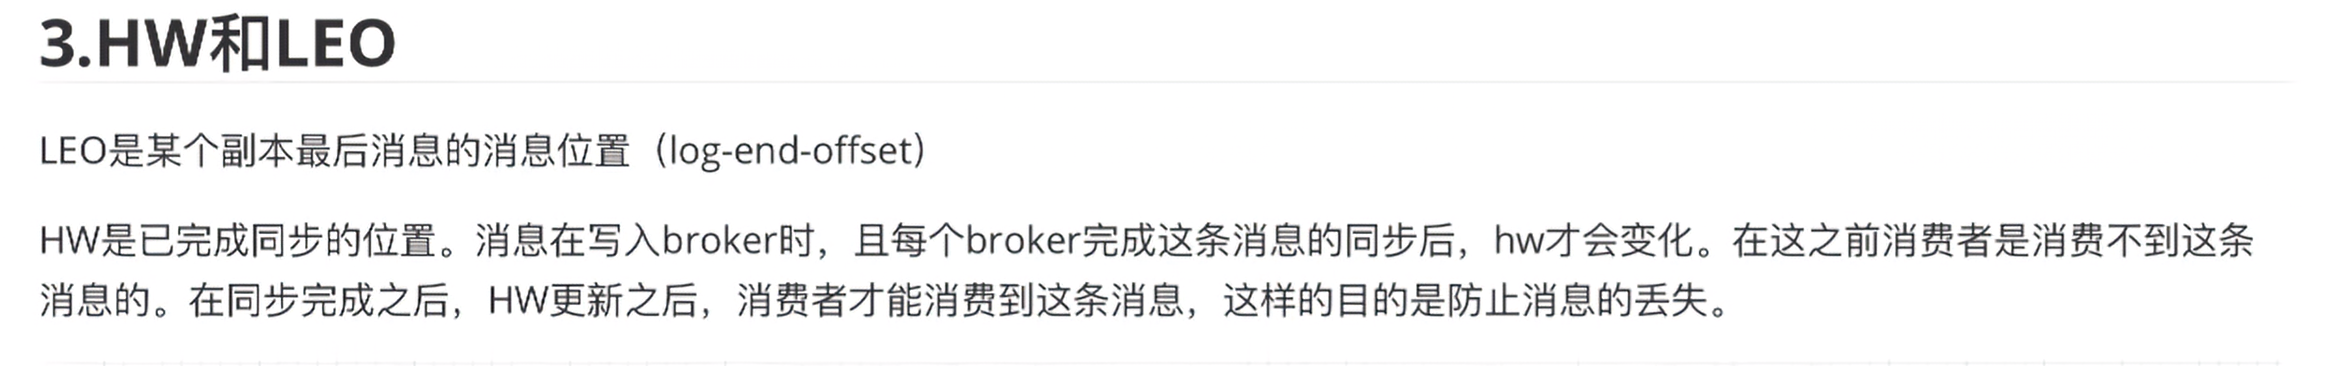 3.HW和LEO
LEO是某个副本最后消息的消息位置（log-end-offset）
HW是已完成同步的位置。消息在写入broker时，且每个broker完成这条消息的同步后，hw才会变化。在这之前消费者是消费不到这条
消息的。在同步完成之后，HW更新之后，消费者才能消费到这条消息，这样的目的是防止消息的丢失。